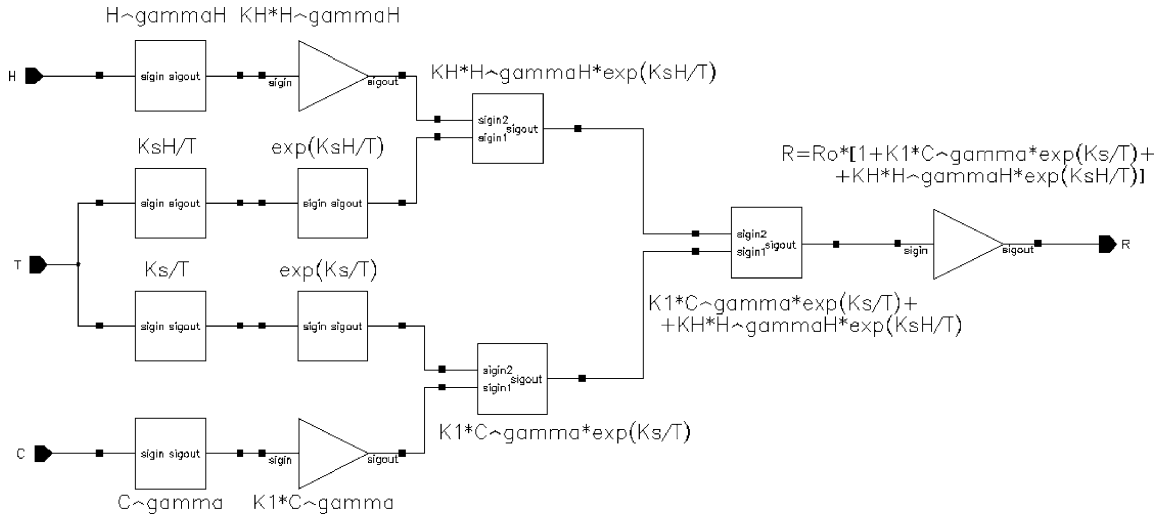 H~gammaH
KH*H~gammaH
H
sigin sigout
sigin
sigout
KH*H~gammaH*exp(KsH/T)
sigin2
sigin1
sigout
KsH/T
exp(KsH/T)
sigin sigout
sigin sigout
R=Ro*[1+K1*C~gamma*exp(Ks/T)+
+KH*H~gammaH*exp(KsH/T)]
sigin2
sigin1
sigout
sigin
sigout
R
T
Ks/T
exp(Ks/T)
sigin sigout
sigin sigout
K1*C~gamma*exp(Ks/T)+
+KH*H~gammaH*exp(KsH/T)
sigin2
sigin1
sigout
K1*C~gamma*exp(Ks/T)
C
sigin sigout
sigin
sigout
C~gamma
K1*C~gamma